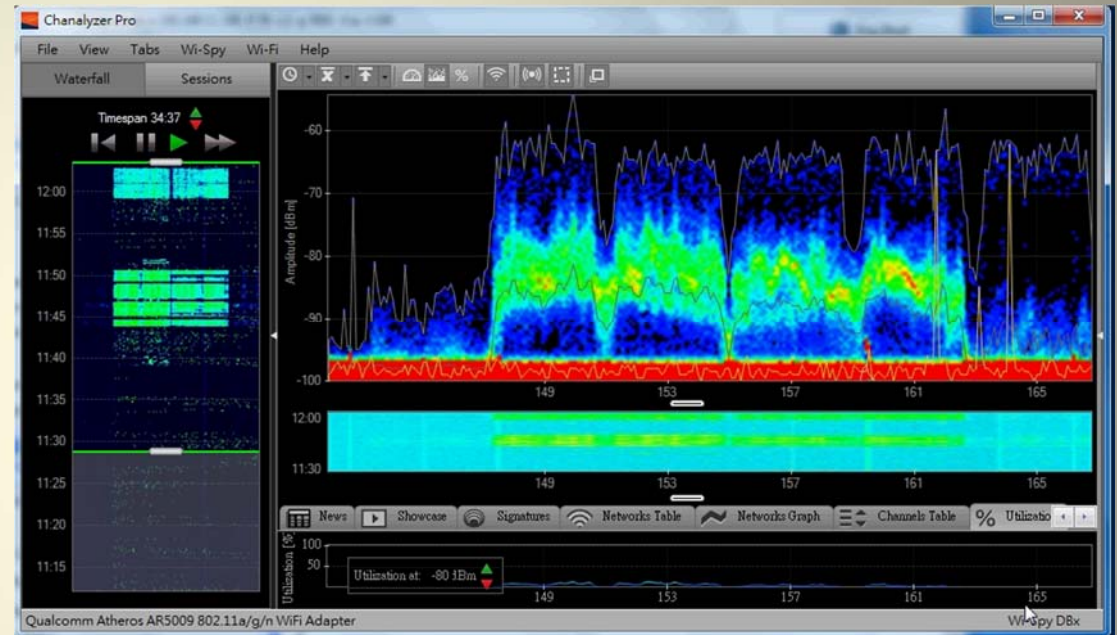 Chanalyzer Pro
File View Tabs Wi-Spy Wi-Fi Help
Waterfall Sessions
Timespan 34:37
12:00
11:55
11:50
11:45
11:40
11:35
11:30
11:25
11:20
11:15
%
Amplitude [dBm]
-60
-70
-80
-90
-100
149 153 157 161 165
12:00
11:30
149 153 157 161 165
News Showcase Signatures Networks Table Networks Graph Channels Table % Utilizatio
Utilization [%]
100
50
Utilization at: -80 dBm
149 153 157 161 165
Qualcomm Atheros AR5009 802.11a/g/n WiFi Adapter Wi-Spy DBx